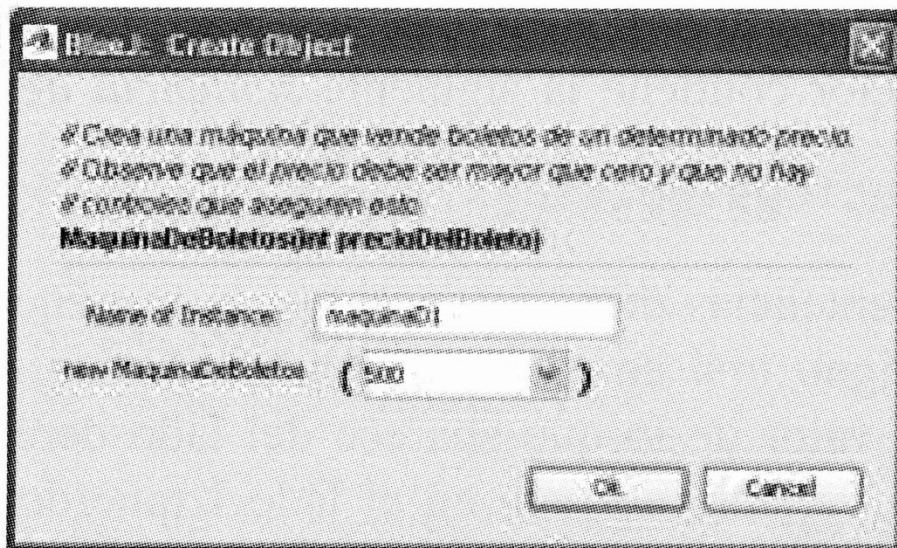 BlueJ: Create Object
// Crea una máquina que vende boletos de un determinado precio.
// Observe que el precio debe ser mayor que cero y que no hay
// controles que aseguren esto.
MaquinaDeBoletos(int precioDelBoleto)
Name of Instance:
new MaquinaDeBoletos ( 500 )
Ok
Cancel